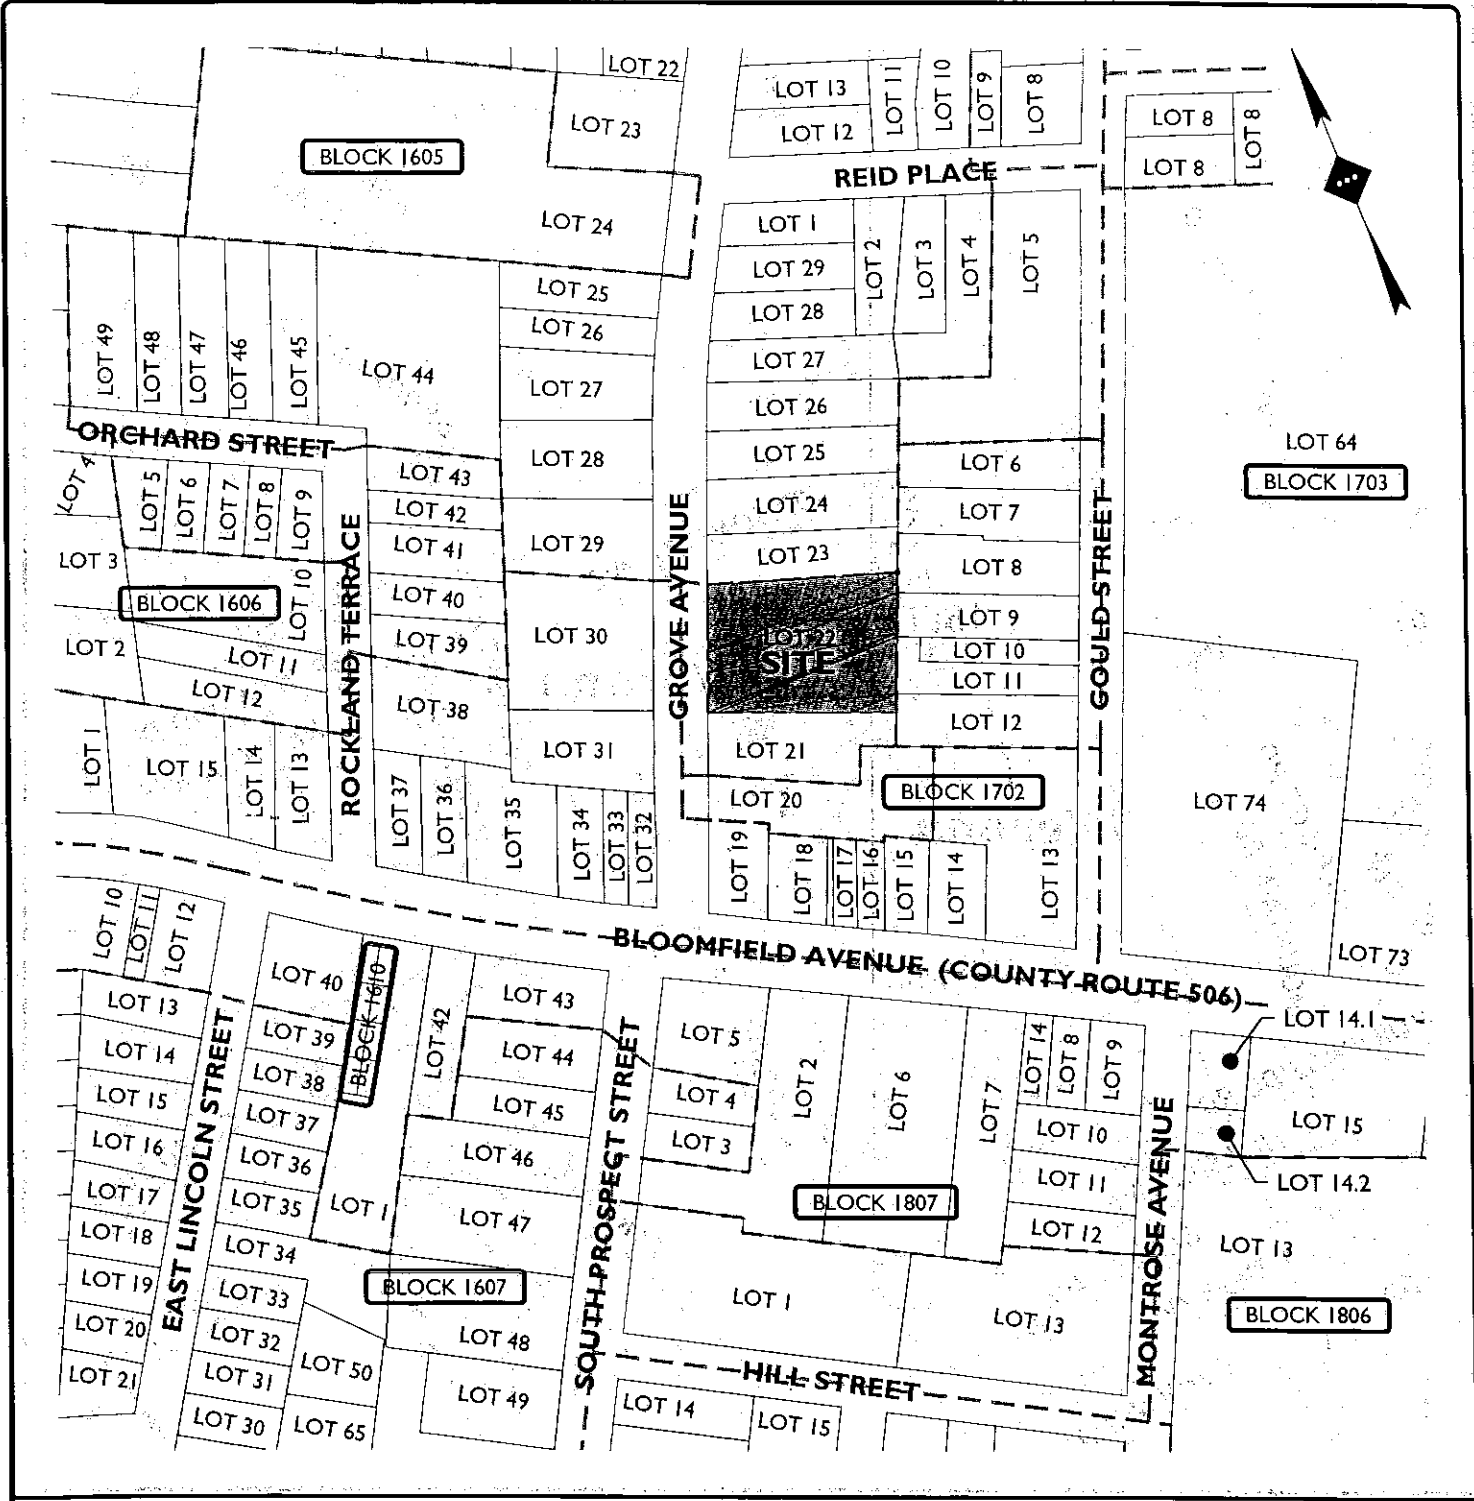 LOT 22
LOT 23
BLOCK 1605
LOT 24
LOT 13
LOT 12
LOT 11
LOT 10
LOT 9
LOT 8
LOT 8
LOT 8
LOT 8
REID PLACE
LOT 1
LOT 29
LOT 28
LOT 2
LOT 3
LOT 4
LOT 5
LOT 27
LOT 26
LOT 25
LOT 24
LOT 23
LOT 22
SITE
LOT 21
LOT 20
LOT 25
LOT 26
LOT 27
LOT 28
LOT 29
LOT 30
LOT 31
LOT 49
LOT 48
LOT 47
LOT 46
LOT 45
LOT 44
ORCHARD STREET
LOT 4
LOT 5
LOT 6
LOT 7
LOT 8
LOT 9
LOT 3
BLOCK 1606
LOT 10
LOT 2
LOT 11
LOT 12
LOT 1
LOT 15
LOT 14
LOT 13
ROCKLAND TERRACE
LOT 43
LOT 42
LOT 41
LOT 40
LOT 39
LOT 38
LOT 37
LOT 36
LOT 35
LOT 34
LOT 33
LOT 32
GROVE AVENUE
LOT 6
LOT 7
LOT 8
LOT 9
LOT 10
LOT 11
LOT 12
BLOCK 1702
LOT 19
LOT 18
LOT 17
LOT 16
LOT 15
LOT 14
LOT 13
GOULD STREET
LOT 64
BLOCK 1703
LOT 74
LOT 73
BLOOMFIELD AVENUE (COUNTY ROUTE 506)
LOT 10
LOT 11
LOT 12
LOT 13
LOT 14
LOT 15
LOT 16
LOT 17
LOT 18
LOT 19
LOT 20
LOT 21
EAST LINCOLN STREET
LOT 40
BLOCK 1610
LOT 39
LOT 38
LOT 37
LOT 36
LOT 35
LOT 34
LOT 33
LOT 32
LOT 31
LOT 30
LOT 1
LOT 42
LOT 43
LOT 44
LOT 45
LOT 46
LOT 47
BLOCK 1607
LOT 48
LOT 49
LOT 50
LOT 65
SOUTH PROSPECT STREET
LOT 5
LOT 4
LOT 3
LOT 2
LOT 6
LOT 7
LOT 14
LOT 8
LOT 9
LOT 10
LOT 11
LOT 12
BLOCK 1807
LOT 1
LOT 13
HILL STREET
LOT 14
LOT 15
MONTROSE AVENUE
LOT 14.1
LOT 15
LOT 14.2
LOT 13
BLOCK 1806